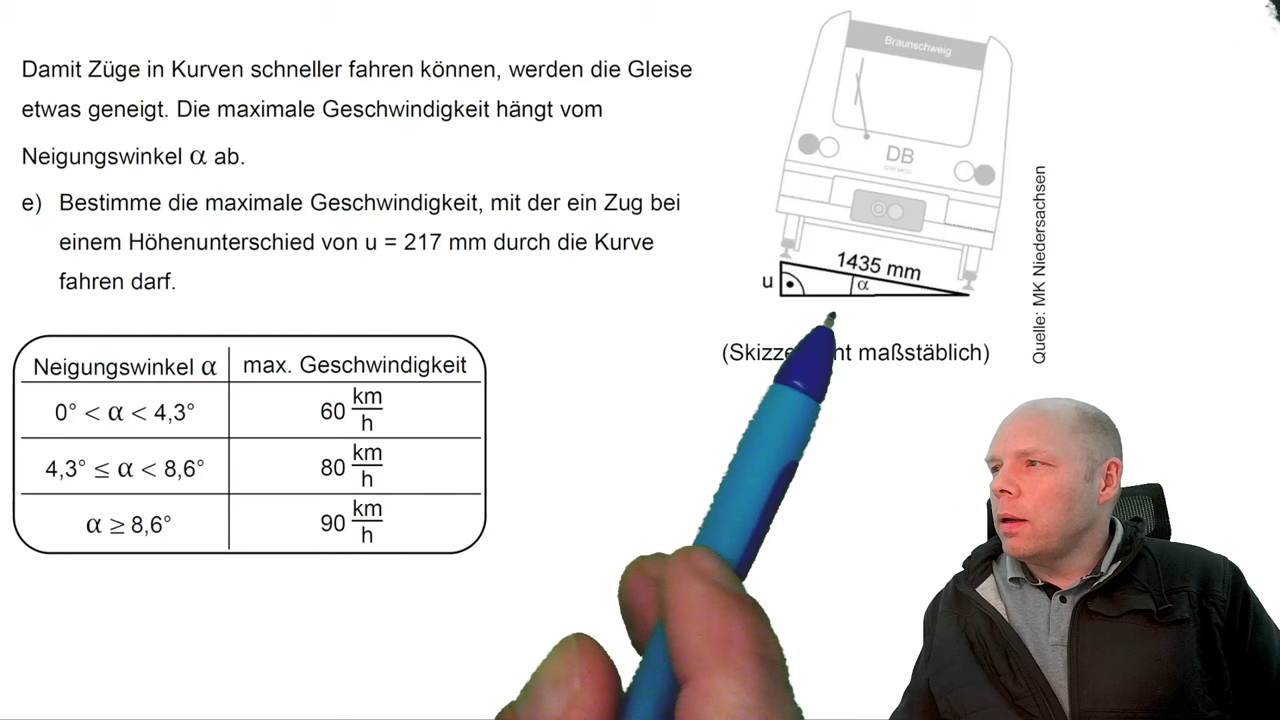 Damit Züge in Kurven schneller fahren können, werden die Gleise
etwas geneigt. Die maximale Geschwindigkeit hängt vom
Neigungswinkel α ab.
e) Bestimme die maximale Geschwindigkeit, mit der ein Zug bei
einem Höhenunterschied von u = 217 mm durch die Kurve
fahren darf.
Neigungswinkel α max. Geschwindigkeit
0° < α < 4,3° 60 km/h
4,3° ≤ α < 8,6° 80 km/h
α ≥ 8,6° 90 km/h
Braunschweig
DB
1435 mm
u
α
(Skizze maßstäblich)
Quelle: MK Niedersachsen